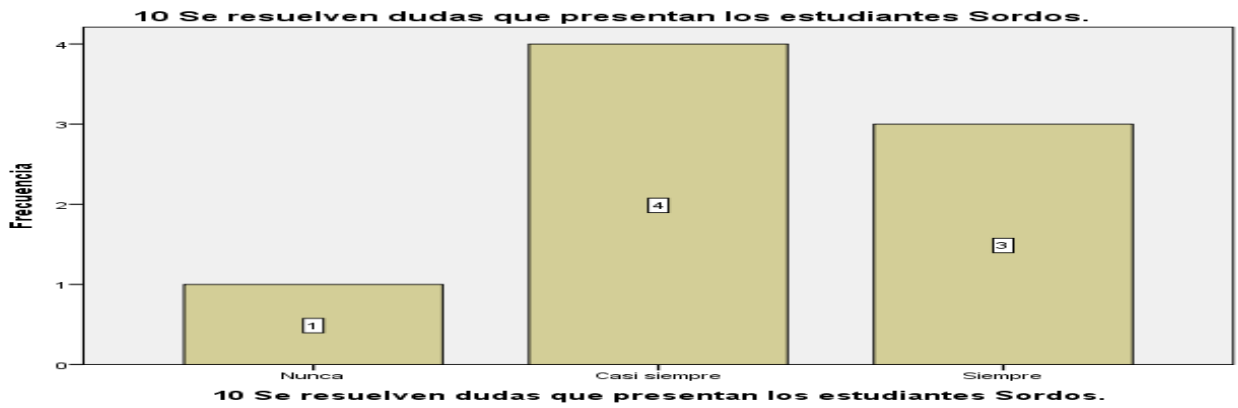 10 Se resuelven dudas que presentan los estudiantes Sordos.
Frecuencia
4
3
2
1
0
1
4
3
Nunca
Casi siempre
Siempre
10 Se resuelven dudas que presentan los estudiantes Sordos.